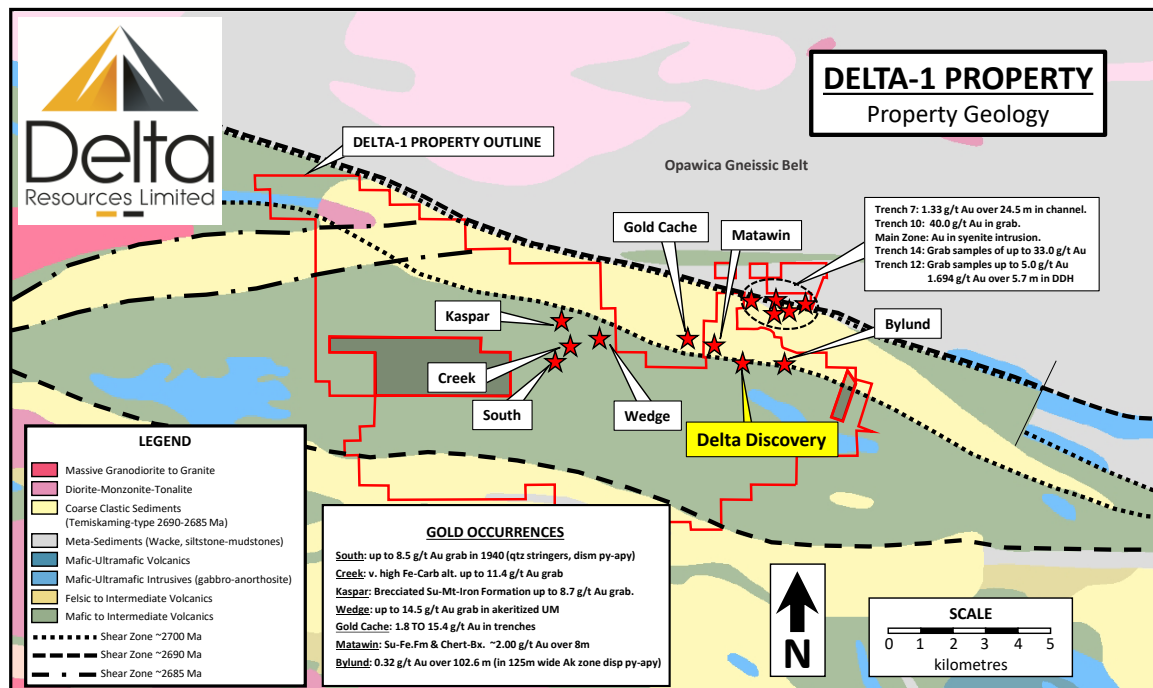 Delta
Resources Limited
DELTA-1 PROPERTY
Property Geology
DELTA-1 PROPERTY OUTLINE
Opawica Gneissic Belt
Trench 7: 1.33 g/t Au over 24.5 m in channel.
Trench 10: 40.0 g/t Au in grab.
Main Zone: Au in syenite intrusion.
Trench 14: Grab samples of up to 33.0 g/t Au
Trench 12: Grab samples up to 5.0 g/t Au
1.694 g/t Au over 5.7 m in DDH
Gold Cache
Matawin
Kaspar
Bylund
Creek
South
Wedge
Delta Discovery
LEGEND
Massive Granodiorite to Granite
Diorite-Monzonite-Tonalite
Coarse Clastic Sediments
(Temiskaming-type 2690-2685 Ma)
Meta-Sediments (Wacke, siltstone-mudstones)
Mafic-Ultramafic Volcanics
Mafic-Ultramafic Intrusives (gabbro-anorthosite)
Felsic to Intermediate Volcanics
Mafic to Intermediate Volcanics
Shear Zone ~2700 Ma
Shear Zone ~2690 Ma
Shear Zone ~2685 Ma
GOLD OCCURRENCES
South: up to 8.5 g/t Au grab in 1940 (qtz stringers, dism py-apy)
Creek: v. high Fe-Carb alt. up to 11.4 g/t Au grab
Kaspar: Brecciated Su-Mt-Iron Formation up to 8.7 g/t Au grab.
Wedge: up to 14.5 g/t Au grab in akeritized UM
Gold Cache: 1.8 TO 15.4 g/t Au in trenches
Matawin: Su-Fe.Fm & Chert-Bx. ~2.00 g/t Au over 8m
Bylund: 0.32 g/t Au over 102.6 m (in 125m wide Ak zone disp py-apy)
N
SCALE
0 1 2 3 4 5
kilometres